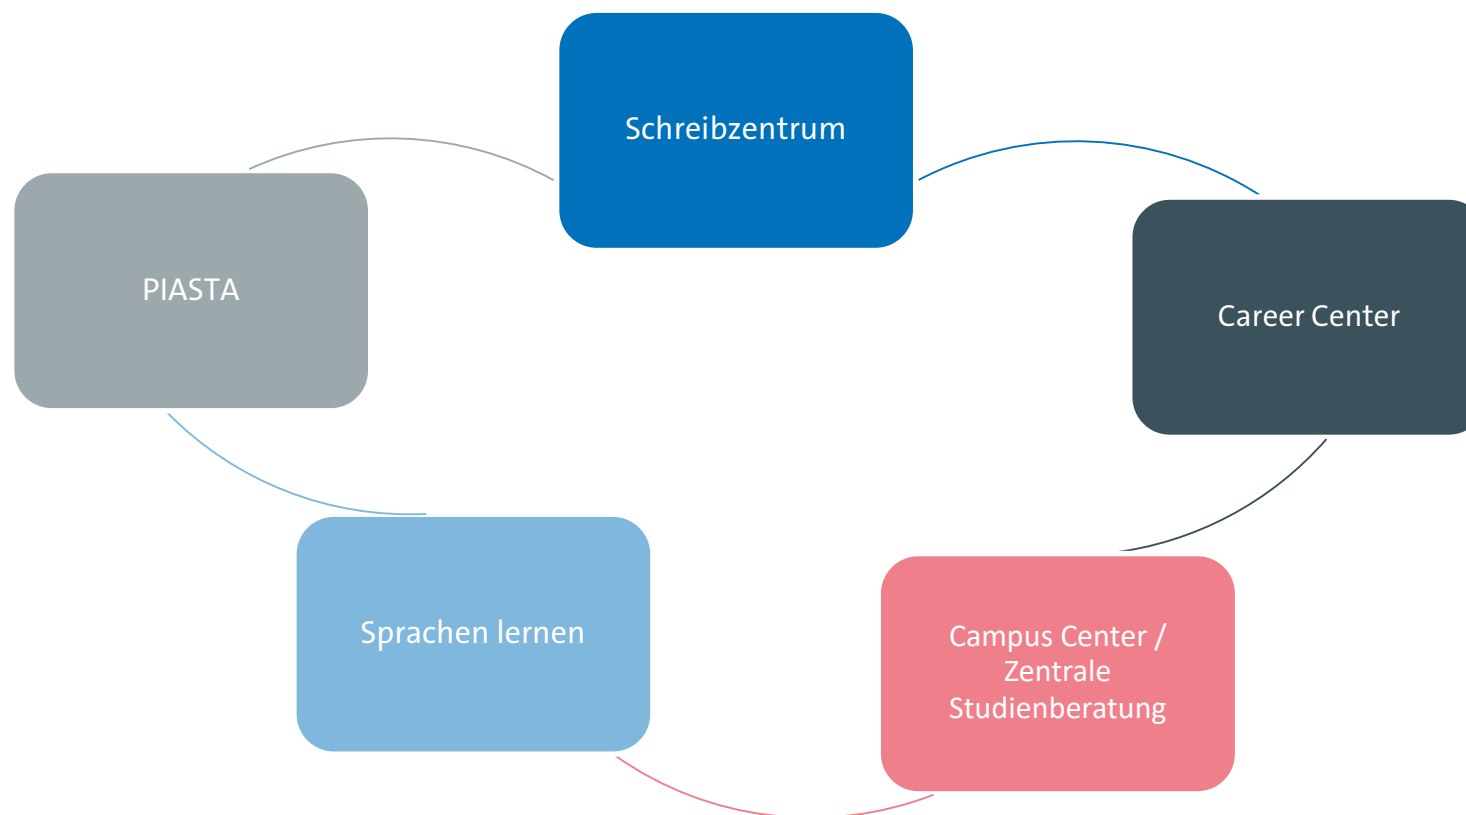 Schreibzentrum
PIASTA
Career Center
Sprachen lernen
Campus Center /
Zentrale
Studienberatung